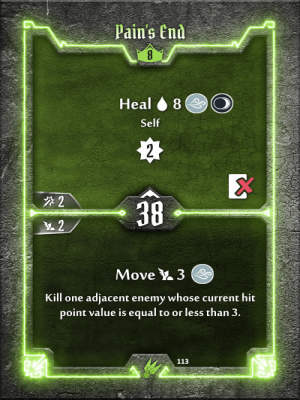 Pain's End
8
Heal 8
Self
2
2
38
2
Move 3
Kill one adjacent enemy whose current hit
point value is equal to or less than 3.
113